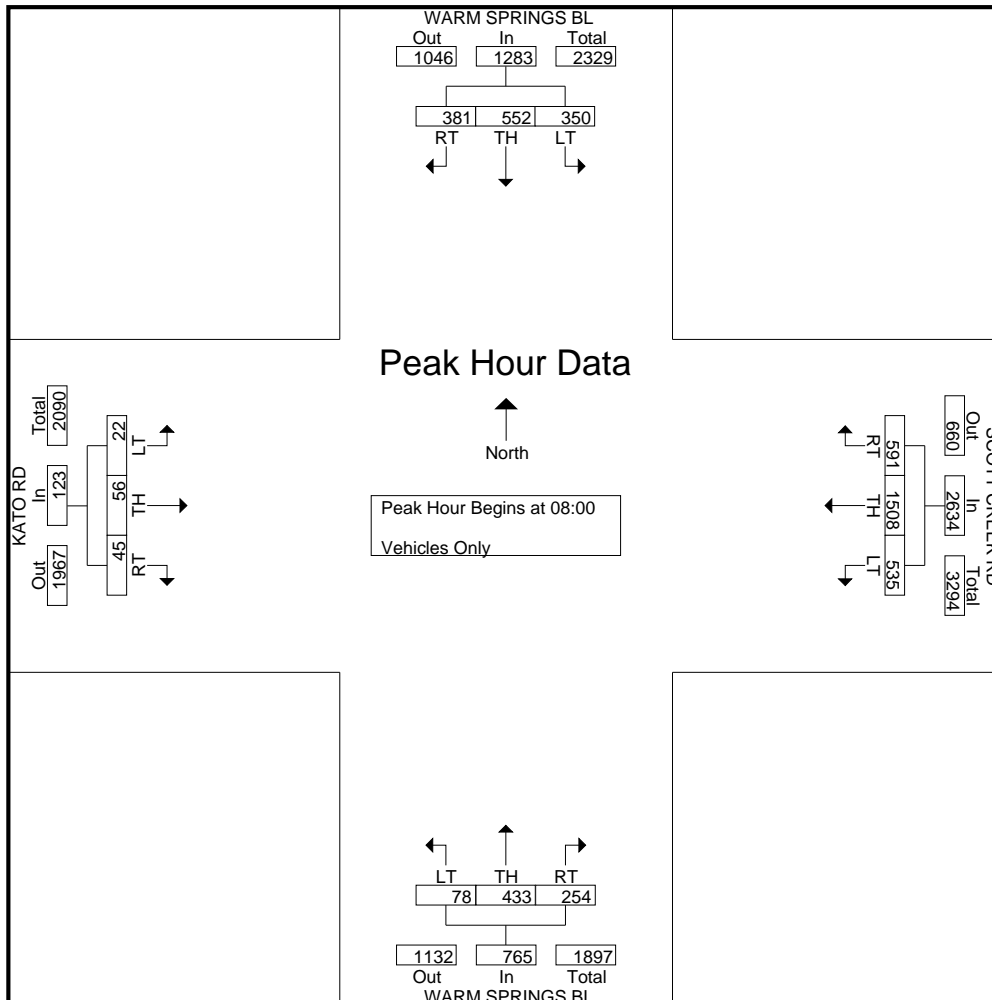 WARM SPRINGS BL
Out In Total
1046 1283 2329
381 552 350
RT TH LT
Peak Hour Data
North
Peak Hour Begins at 08:00
Vehicles Only
KATO RD
Total In Out
2090 123 1967
22 56 45
LT TH RT
SCOTT CREEK RD
Out In Total
660 2634 3294
591 1508 535
RT TH LT
LT TH RT
78 433 254
1132 765 1897
Out In Total
WARM SPRINGS BL